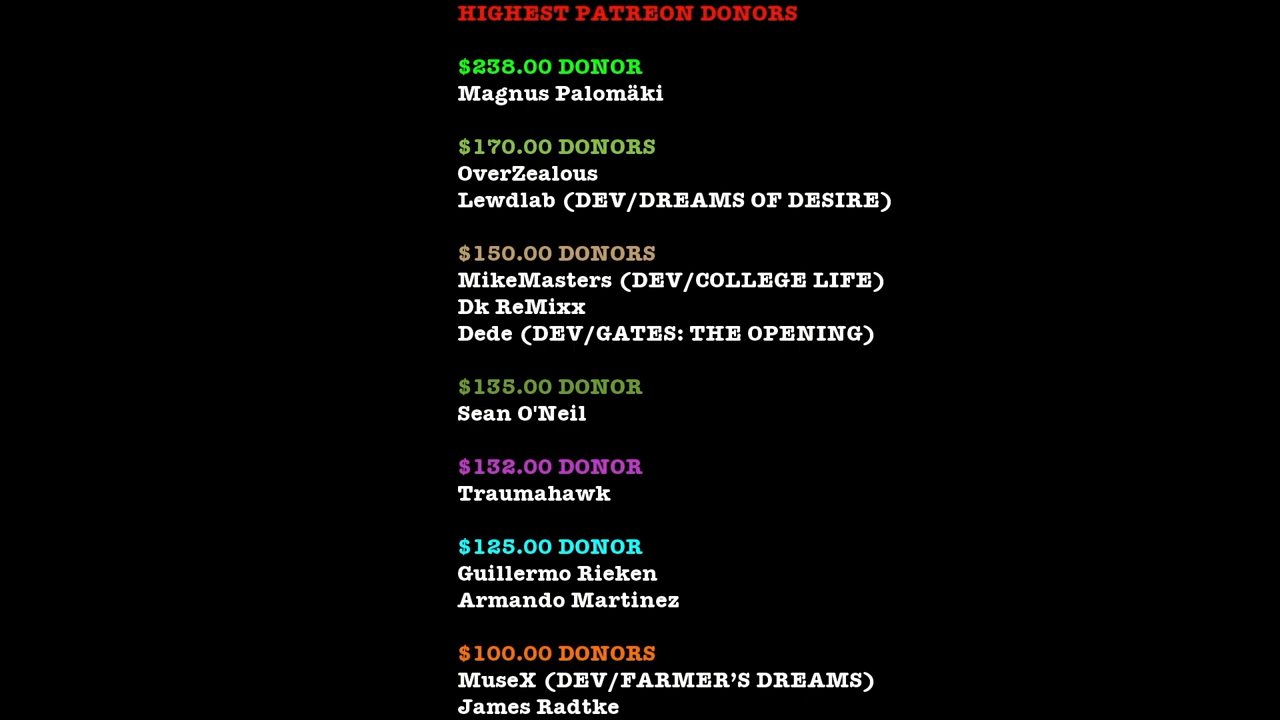 HIGHEST PATREON DONORS
$238.00 DONOR
Magnus Palomäki
$170.00 DONORS
OverZealous
Lewdlab (DEV/DREAMS OF DESIRE)
$150.00 DONORS
MikeMasters (DEV/COLLEGE LIFE)
Dk ReMixx
Dede (DEV/GATES: THE OPENING)
$135.00 DONOR
Sean O'Neil
$132.00 DONOR
Traumahawk
$125.00 DONOR
Guillermo Rieken
Armando Martinez
$100.00 DONORS
MuseX (DEV/FARMER’S DREAMS)
James Radtke